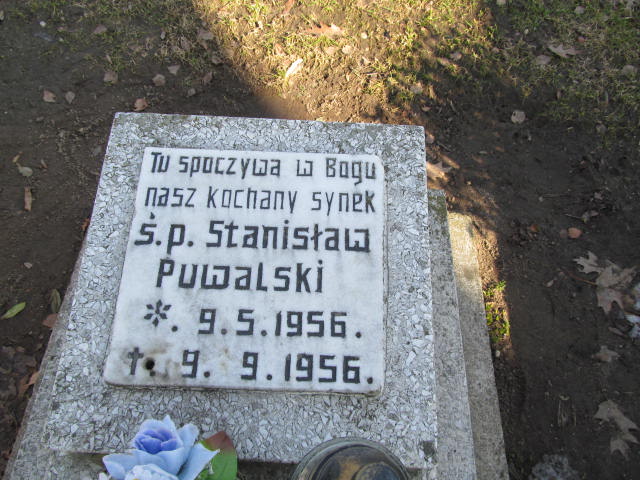 Tu spoczywa w Bogu
nasz kochany synek
ś.p. Stanisław
Puwalski
*. 9.5.1956.
†. 9. 9.1956.